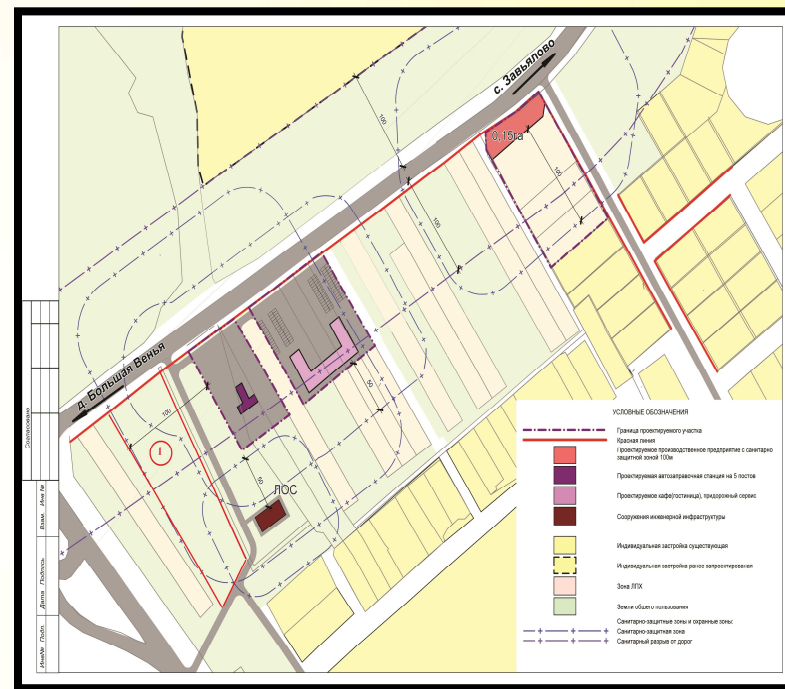 с. Завьялово
0,15га
100
100
100
д. Большая Венья
100
50
50
1
ЛОС
УСЛОВНЫЕ ОБОЗНАЧЕНИЯ
Граница проектируемого участка
Красная линия
Проектируемое производственное предприятие с санитарно
защитной зоной 100м
Проектируемая автозаправочная станция на 5 постов
Проектируемое кафе(гостиница), придорожный сервис
Сооружения инженерной инфраструктуры
Индивидуальная застройка существующая
Индивидуальная застройка ранее запроектированная
Зона ЛПХ
Земли общего пользования
Санитарно-защитные зоны и охранные зоны:
Санитарно-защитная зона
Санитарный разрыв от дорог
Согласовано
Взам. Инв №
Подпись Дата
Инв№ Подл.